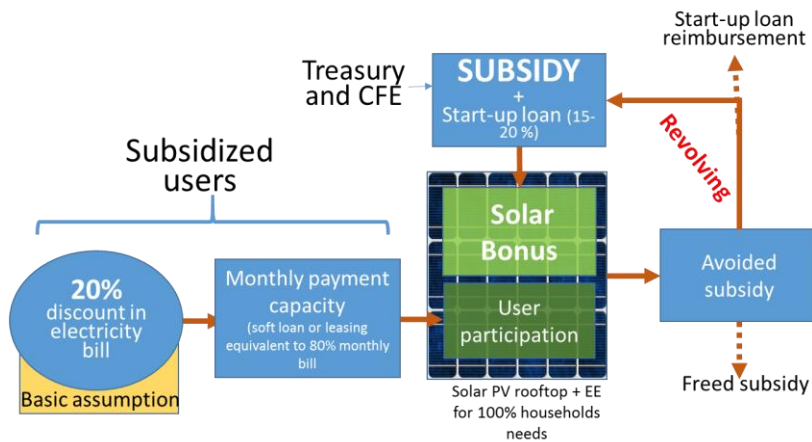 Start-up loan
reimbursement
Treasury
and CFE
SUBSIDY
+
Start-up loan (15-
20 %)
Revolving
Subsidized
users
Solar
Bonus
20%
discount in
electricity
bill
Basic assumption
Monthly payment
capacity
(soft loan or leasing
equivalent to 80% monthly
bill
User
participation
Avoided
subsidy
Solar PV rooftop + EE
for 100% households
needs
Freed subsidy